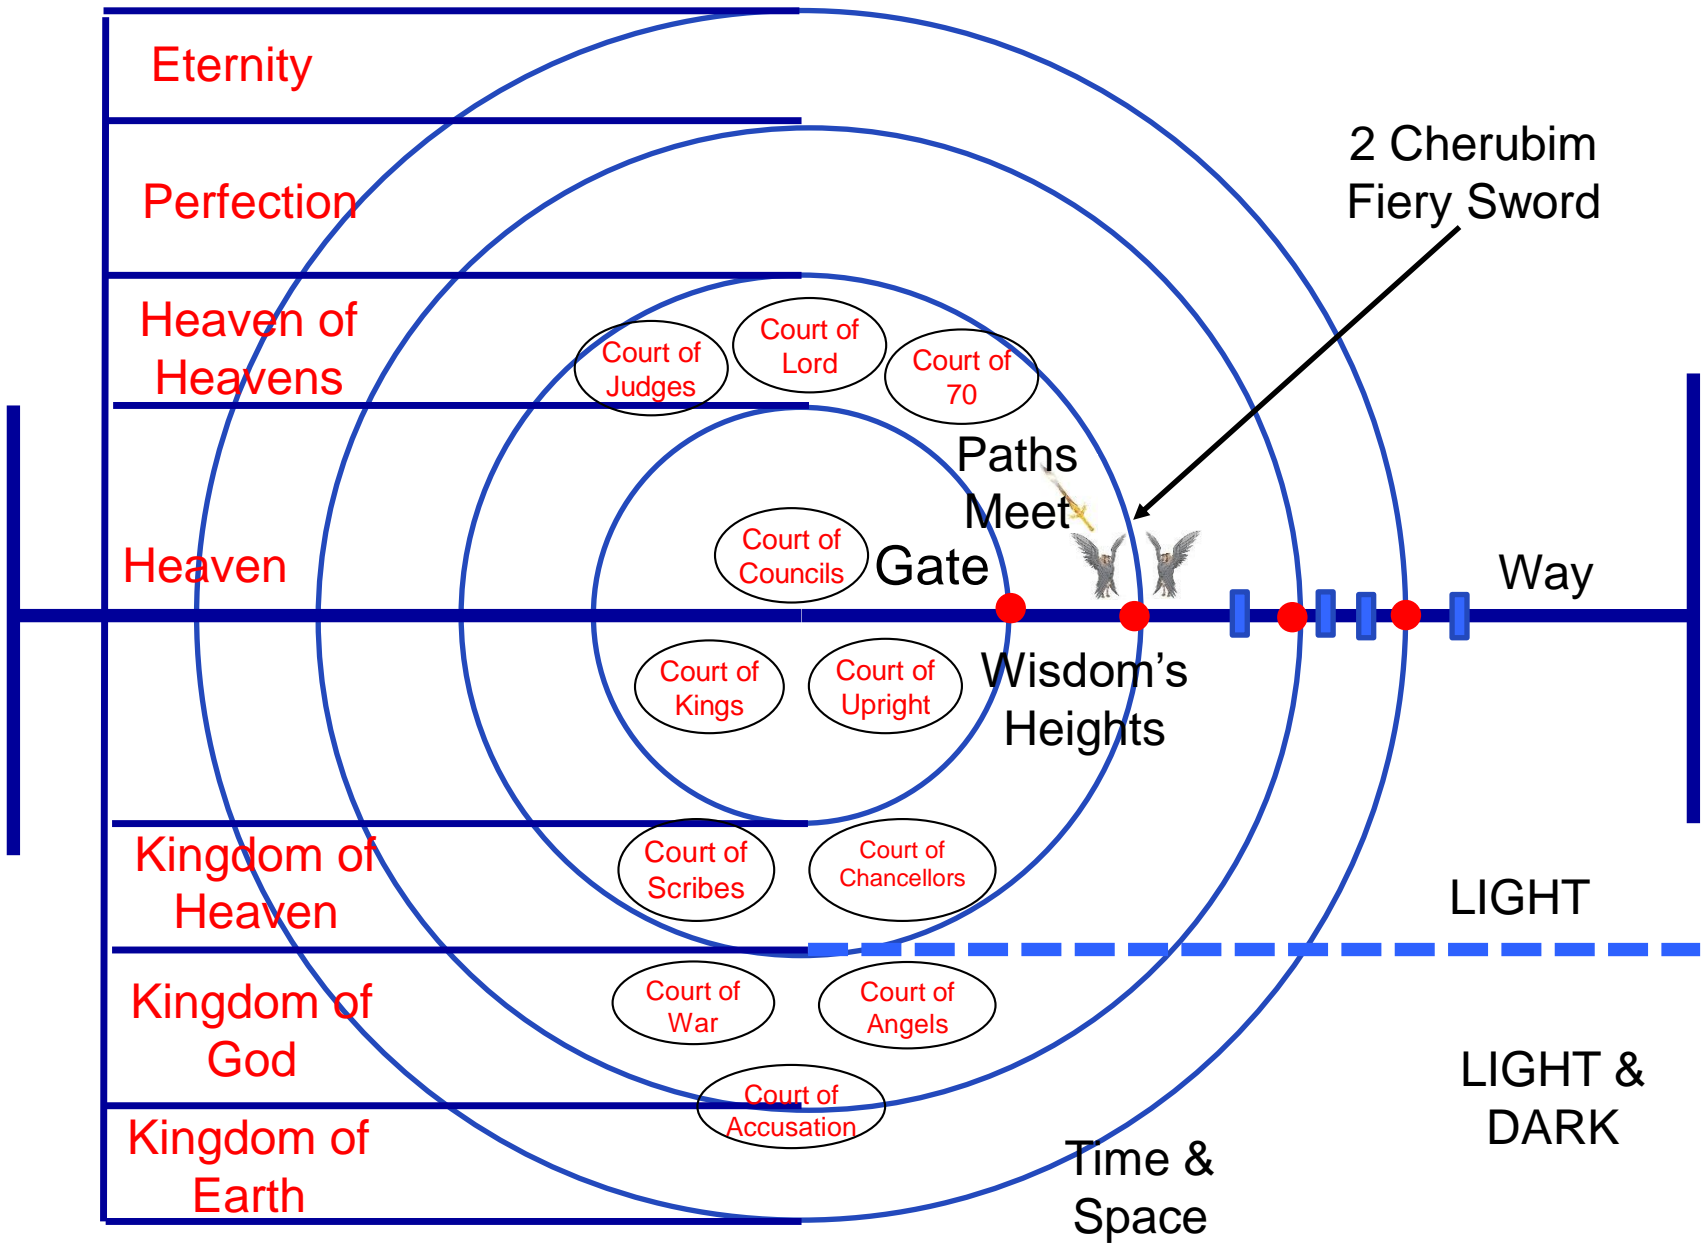 Eternity
2 Cherubim
Fiery Sword
Perfection
Heaven of
Heavens
Court of
Judges
Court of
Lord
Court of
70
Paths
Meet
Heaven
Court of
Councils
Gate
Way
Court of
Kings
Court of
Upright
Wisdom’s
Heights
Kingdom of
Heaven
Court of
Scribes
Court of
Chancellors
LIGHT
Kingdom of
God
Court of
War
Court of
Angels
LIGHT &
DARK
Court of
Accusation
Kingdom of
Earth
Time &
Space